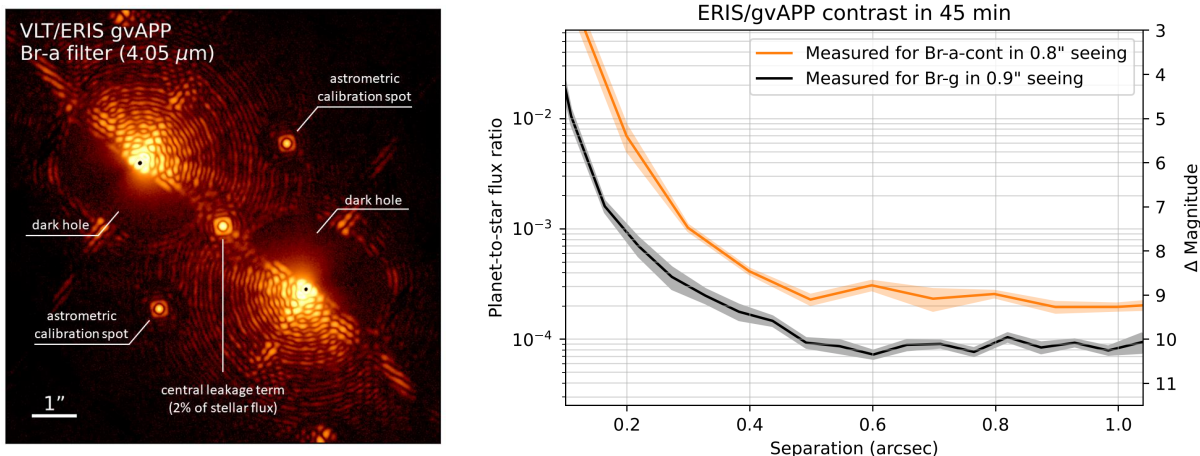 VLT/ERIS gvAPP
Br-a filter (4.05 μm)
astrometric
calibration spot
dark hole
dark hole
astrometric
calibration spot
central leakage term
(2% of stellar flux)
1”
ERIS/gvAPP contrast in 45 min
Measured for Br-a-cont in 0.8" seeing
Measured for Br-g in 0.9" seeing
Planet-to-star flux ratio
10⁻²
10⁻³
10⁻⁴
3
4
5
6
7
8
9
10
11
Δ Magnitude
0.2 0.4 0.6 0.8 1.0
Separation (arcsec)